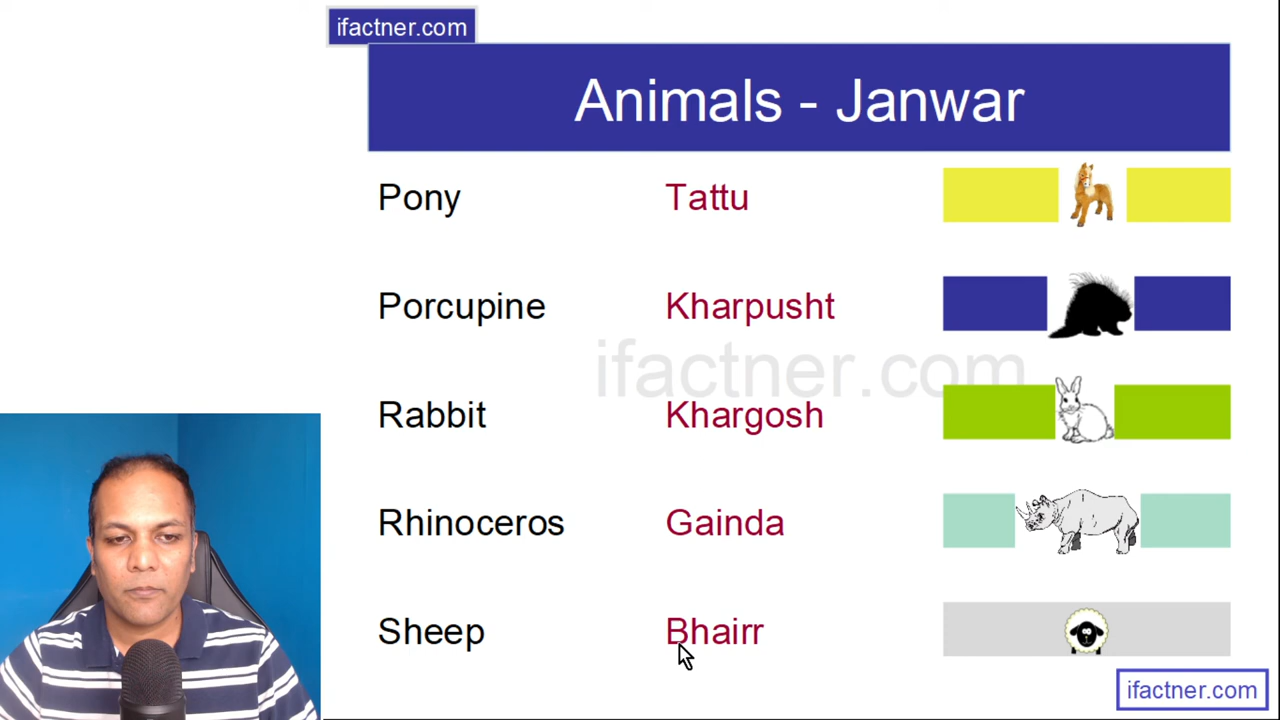 ifactner.com
Animals - Janwar
Pony Tattu
Porcupine Kharpusht
ifactner.com
Rabbit Khargosh
Rhinoceros Gainda
Sheep Bhairr
ifactner.com